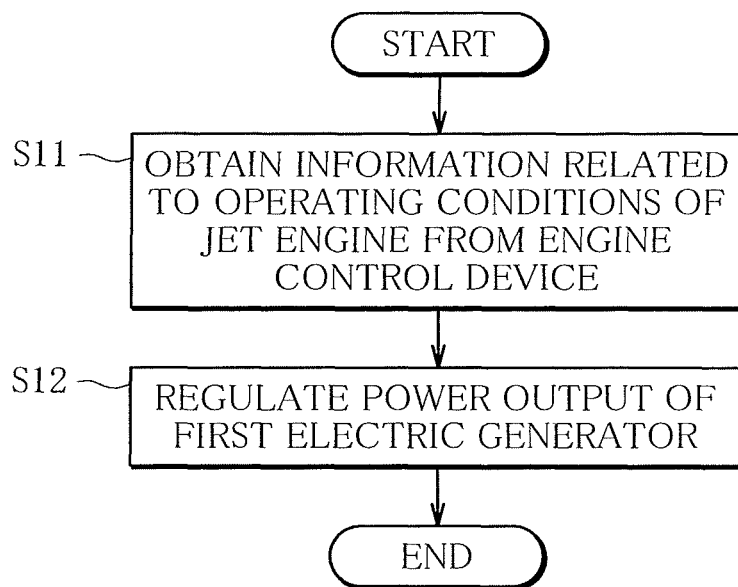 START
S11
OBTAIN INFORMATION RELATED
TO OPERATING CONDITIONS OF
JET ENGINE FROM ENGINE
CONTROL DEVICE
S12
REGULATE POWER OUTPUT OF
FIRST ELECTRIC GENERATOR
END